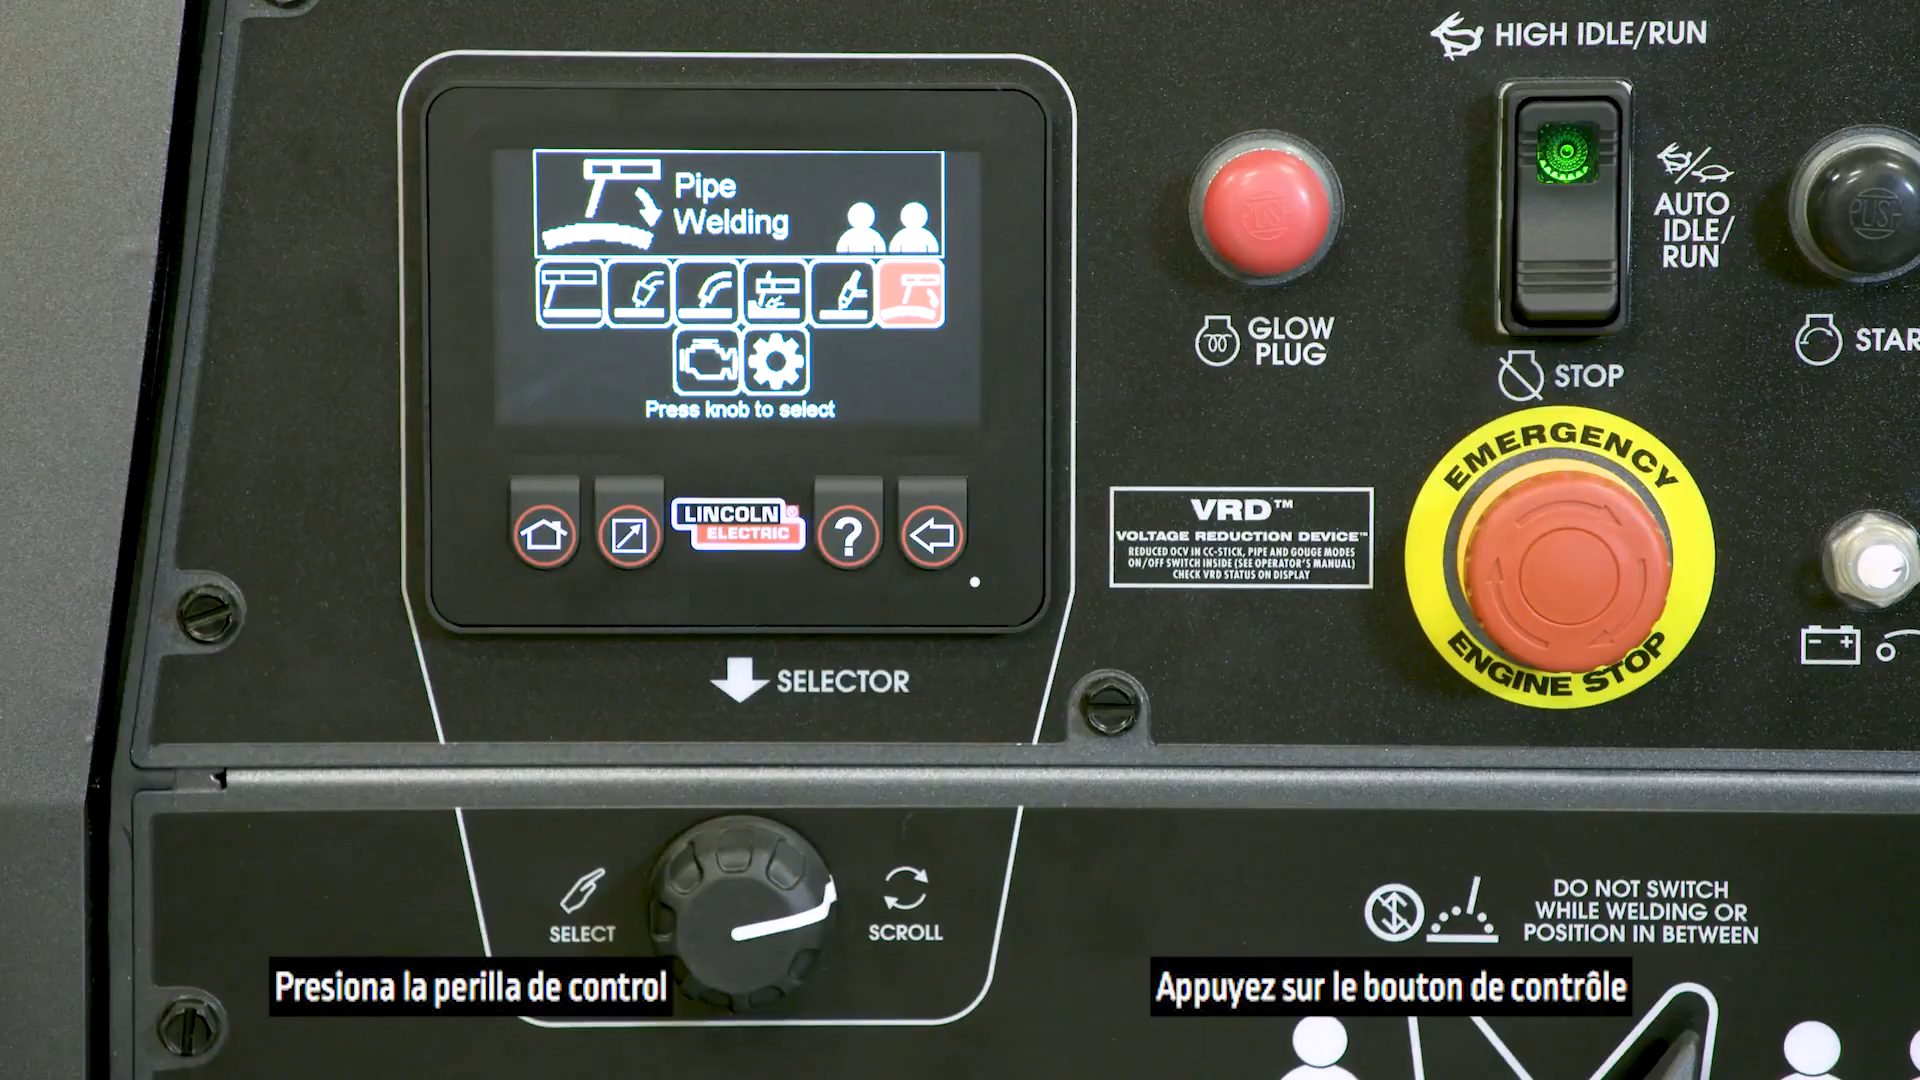 HIGH IDLE/RUN
Pipe
Welding
Press knob to select
PUSH
AUTO
IDLE/
RUN
GLOW
PLUG
STOP
STAR
LINCOLN®
ELECTRIC
?
VRD™
VOLTAGE REDUCTION DEVICE™
REDUCED OCV IN CC-STICK, PIPE AND GOUGE MODES
ON/OFF SWITCH INSIDE (SEE OPERATOR'S MANUAL)
CHECK VRD STATUS ON DISPLAY
EMERGENCY
ENGINE STOP
SELECTOR
SELECT
SCROLL
DO NOT SWITCH
WHILE WELDING OR
POSITION IN BETWEEN
Presiona la perilla de control
Appuyez sur le bouton de contrôle